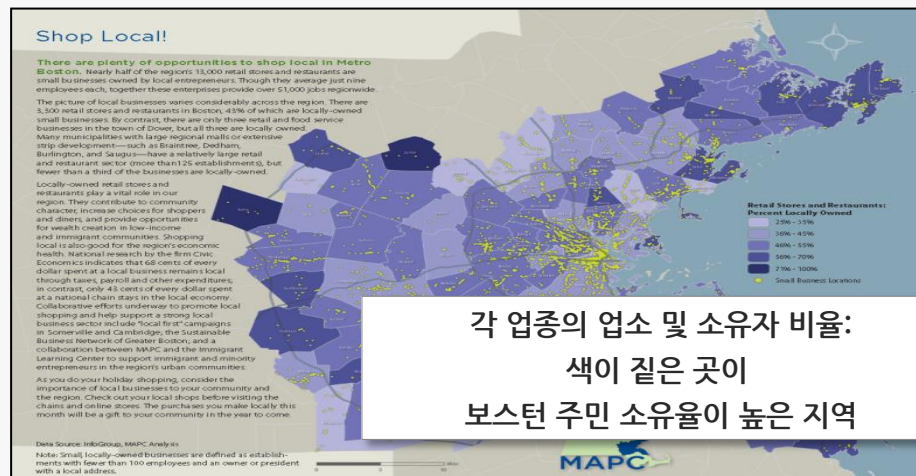 Shop Local!
There are plenty of opportunities to shop local in Metro
Boston. Nearly half of the region's 13,000 retail stores and restaurants are
small businesses owned by local entrepreneurs. Though they average just nine
employees each, together these enterprises provide over 51,000 jobs regionwide.
The picture of local businesses varies considerably across the region. There are
3,300 retail stores and restaurants in Boston, 43% of which are locally-owned
small businesses. By contrast, there are only three retail and food service
businesses in the town of Dover, but all three are locally owned.
Many municipalities with large regional malls or extensive
strip development—such as Braintree, Dedham,
Burlington, and Saugus—have a relatively large retail
and restaurant sector (more than 125 establishments), but
fewer than a third of the businesses are locally-owned.
Locally-owned retail stores and
restaurants play a vital role in our
region. They contribute to community
character, increase choices for shoppers
and diners, and provide opportunities
for wealth creation in low-income
and immigrant communities. Shopping
local is also good for the region's economic
health. National research by the firm Civic
Economics indicates that 68 cents of every
dollar spent at a local business remains local
through taxes, payroll and other expenditures;
in contrast, only 43 cents of every dollar spent
at a national chain stays in the local economy.
Collaborative efforts underway to promote local
shopping and help support a strong local
business sector include "local first" campaigns
in Somerville and Cambridge, the Sustainable
Business Network of Greater Boston, and a
collaboration between MAPC and the Immigrant
Learning Center to support immigrant and minority
entrepreneurs in the region's urban communities.
As you do your holiday shopping, consider the
importance of local businesses to your community and
the region. Check out your local shops before visiting the
chains and online stores. The purchases you make locally this
month will be a gift to your community in the year to come.
Data Source: InfoGroup, MAPC Analysis
Note: Small, locally-owned businesses are defined as establish-
ments with fewer than 100 employees and an owner or president
with a local address.
Retail Stores and Restaurants:
Percent Locally Owned
25% - 35%
36% - 45%
46% - 55%
56% - 70%
71% - 100%
Small Business Locations
각 업종의 업소 및 소유자 비율:
색이 짙은 곳이
보스턴 주민 소유율이 높은 지역
MAPC